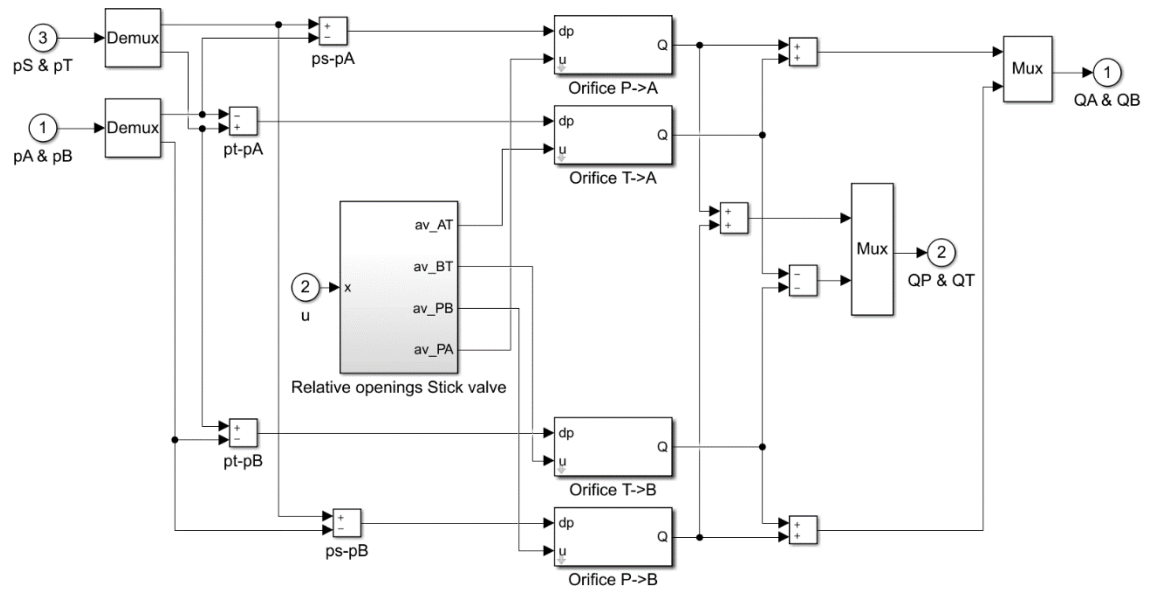 3
pS & pT
Demux
+
−
ps-pA
dp
u
Q
Orifice P->A
+
+
Mux
1
QA & QB
1
pA & pB
Demux
−
+
pt-pA
dp
u
Q
Orifice T->A
2
u
x
av_AT
av_BT
av_PB
av_PA
Relative openings Stick valve
+
+
−
−
Mux
2
QP & QT
+
−
pt-pB
dp
u
Q
Orifice T->B
+
−
ps-pB
dp
u
Q
Orifice P->B
+
+